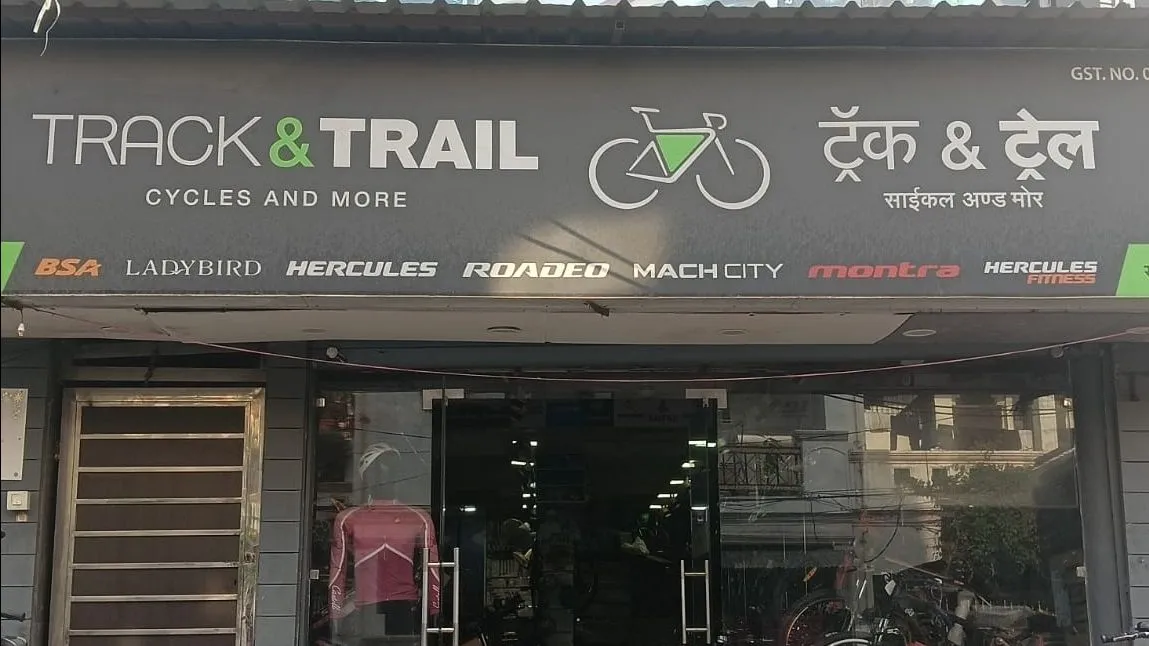 GST. NO.
TRACK & TRAIL
CYCLES AND MORE
ट्रॅक & ट्रेल
साईकल अण्ड मोर
BSA LADYBIRD HERCULES ROADEO MACH CITY montra HERCULES FITNESS